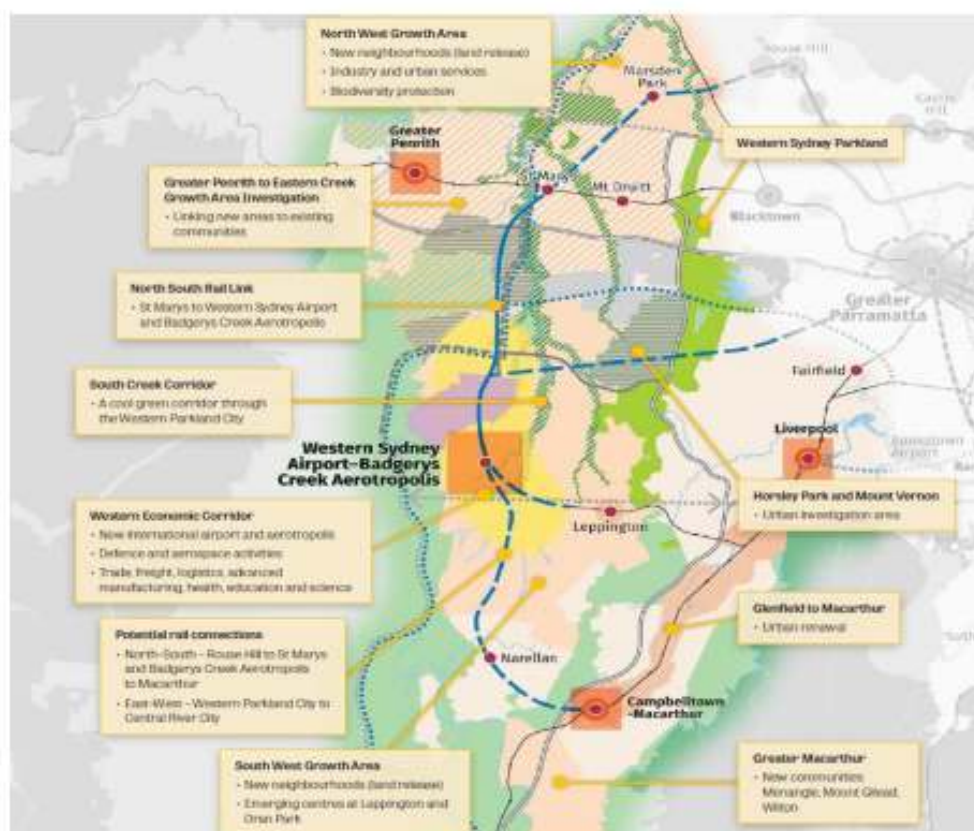 North West Growth Area
• New neighbourhoods (land release)
• Industry and urban services
• Biodiversity protection
Rouse Hill
Marsden
Park
Castle
Hill
Greater
Penrith
Western Sydney Parkland
St Marys
Mt Druitt
Greater Penrith to Eastern Creek
Growth Area Investigation
• Linking new areas to existing
communities
Blacktown
North South Rail Link
• St Marys to Western Sydney Airport
and Badgerys Creek Aerotropolis
Greater
Parramatta
Fairfield
South Creek Corridor
• A cool green corridor through
the Western Parkland City
Liverpool
Bankstown
Airport
Western Sydney
Airport–Badgerys
Creek Aerotropolis
Horsley Park and Mount Vernon
• Urban investigation area
Leppington
Western Economic Corridor
• New international airport and aerotropolis
• Defence and aerospace activities
• Trade, freight, logistics, advanced
manufacturing, health, education and science
Glenfield to Macarthur
• Urban renewal
Potential rail connections
• North-South - Rouse Hill to St Marys
and Badgerys Creek Aerotropolis
to Macarthur
• East-West - Western Parkland City to
Central River City
Narellan
Campbelltown
-Macarthur
South West Growth Area
• New neighbourhoods (land release)
• Emerging centres at Leppington and
Oran Park
Greater Macarthur
• New communities:
Menangle, Mount Gilead,
Wilton